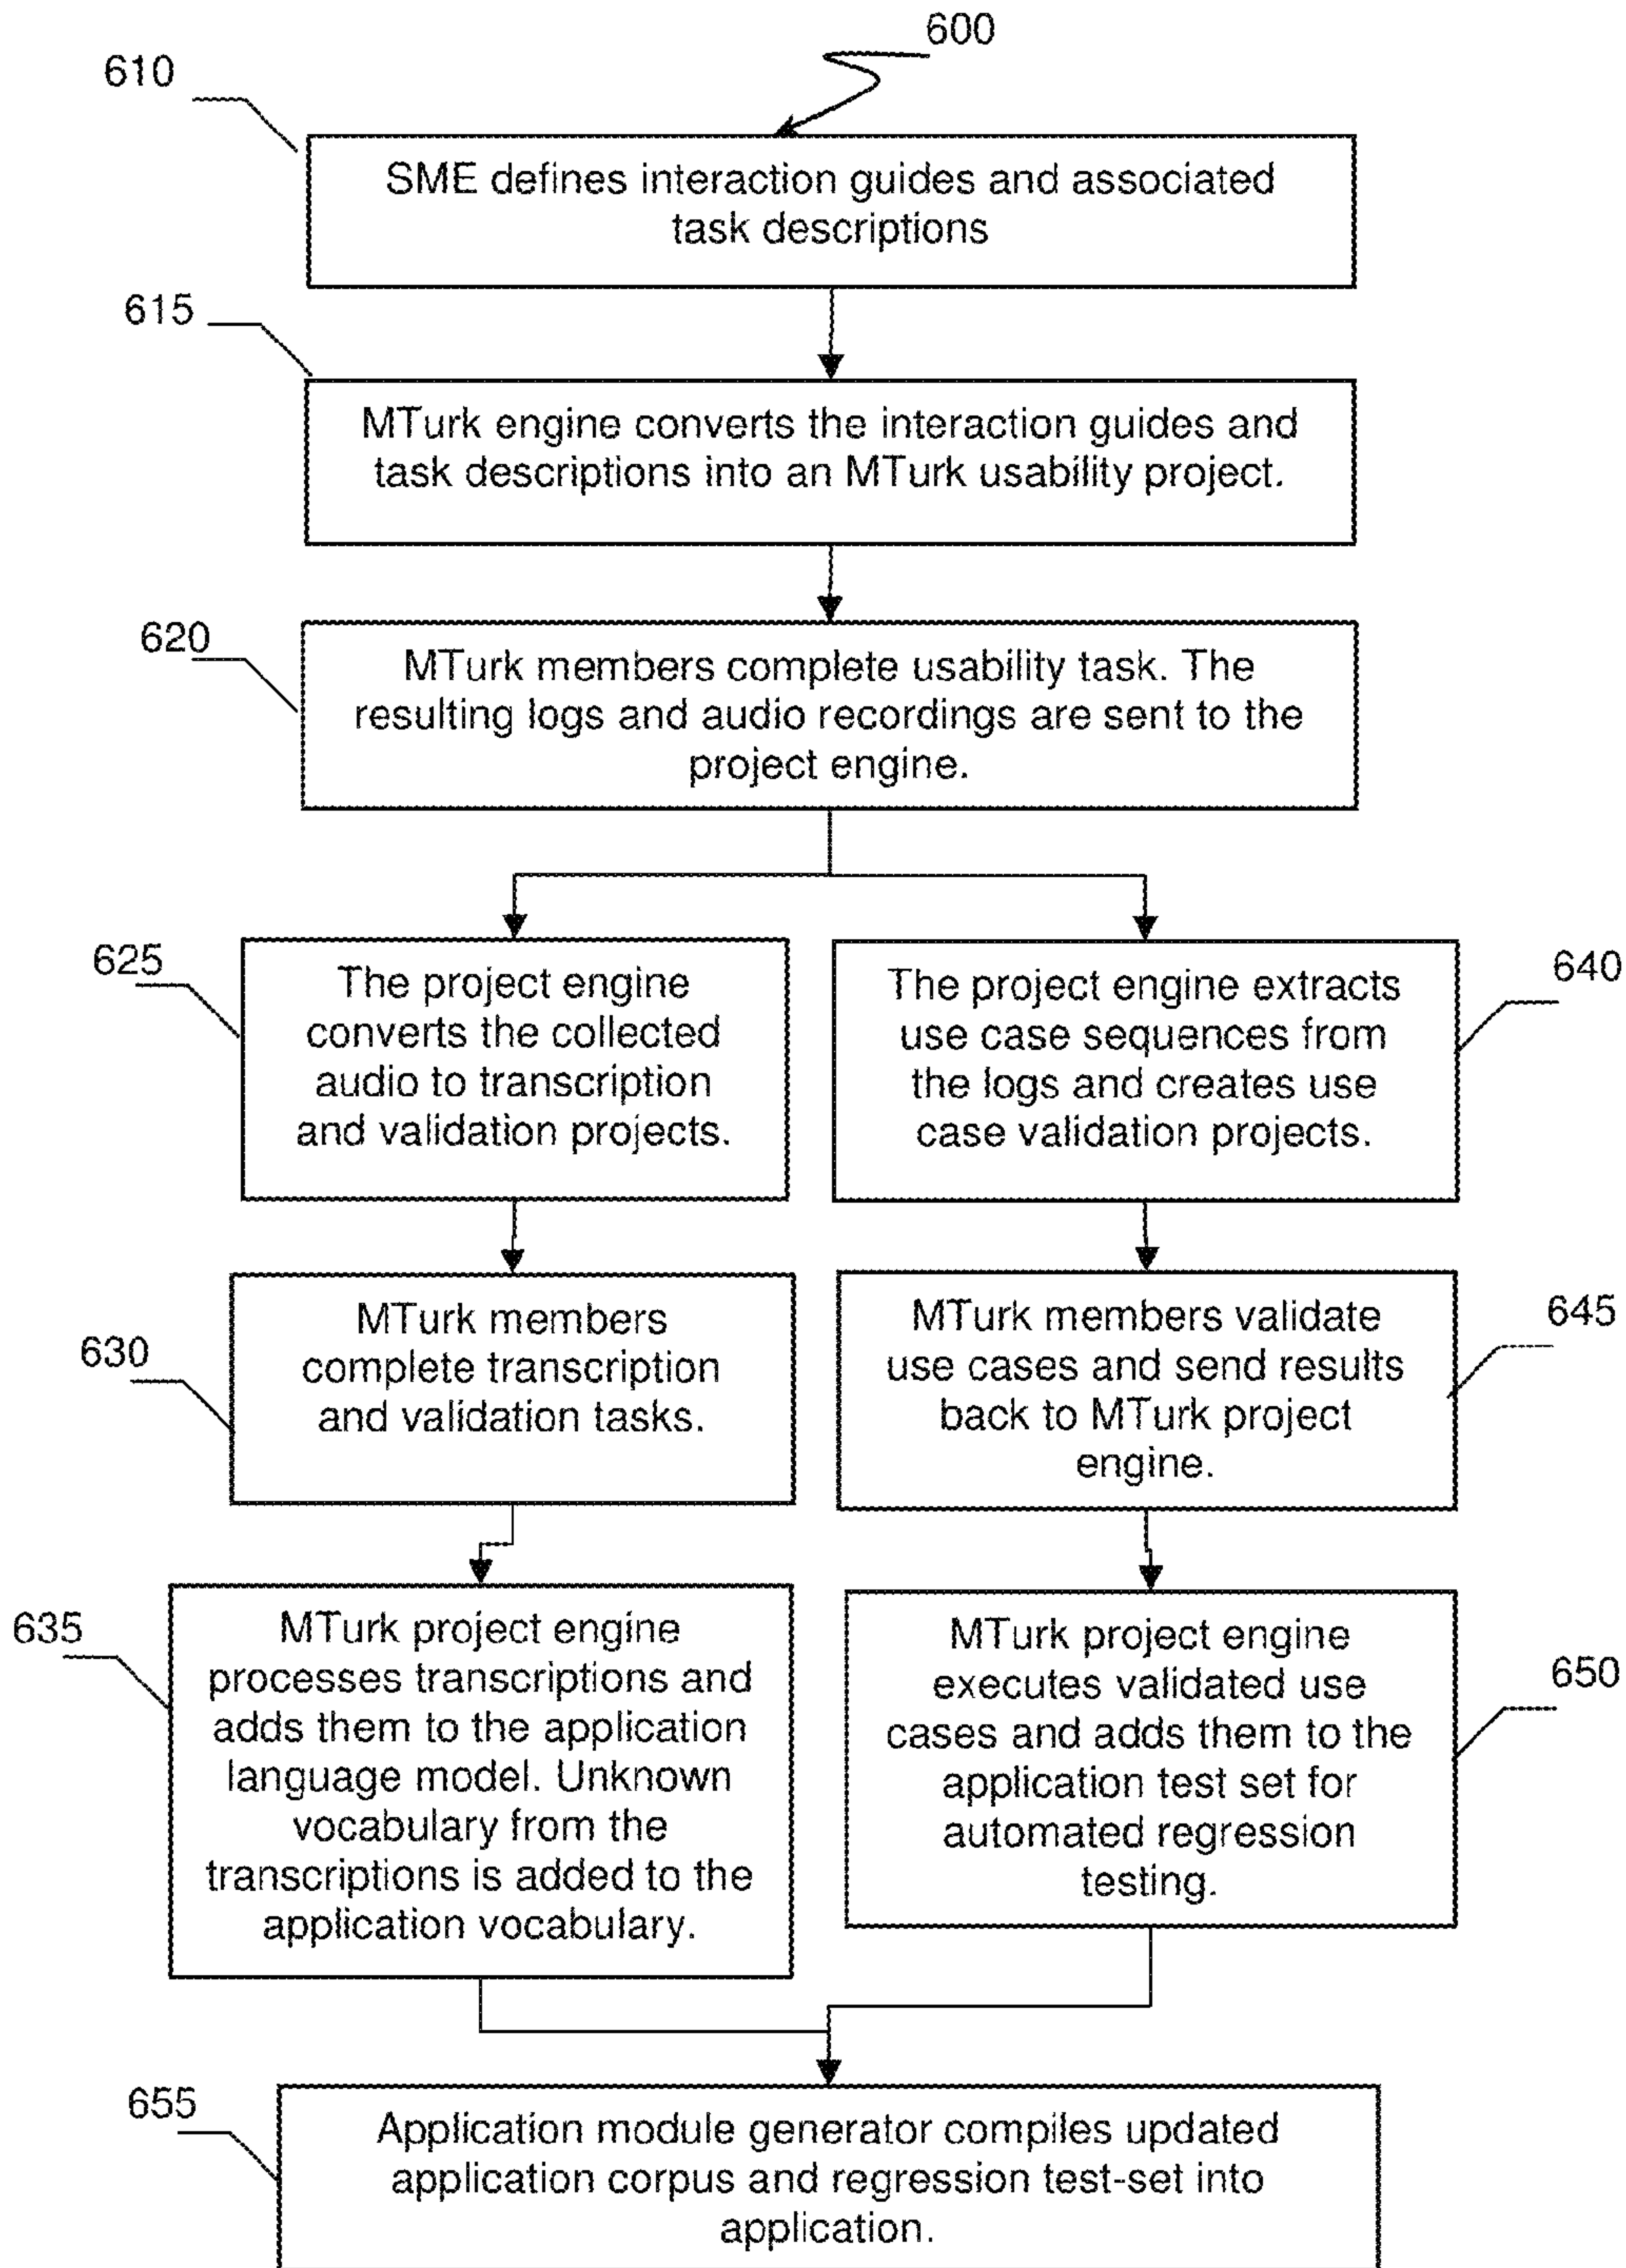 600
610
SME defines interaction guides and associated
task descriptions
615
MTurk engine converts the interaction guides and
task descriptions into an MTurk usability project.
620
MTurk members complete usability task. The
resulting logs and audio recordings are sent to the
project engine.
625
The project engine
converts the collected
audio to transcription
and validation projects.
640
The project engine extracts
use case sequences from
the logs and creates use
case validation projects.
630
MTurk members
complete transcription
and validation tasks.
645
MTurk members validate
use cases and send results
back to MTurk project
engine.
635
MTurk project engine
processes transcriptions and
adds them to the application
language model. Unknown
vocabulary from the
transcriptions is added to the
application vocabulary.
650
MTurk project engine
executes validated use
cases and adds them to the
application test set for
automated regression
testing.
655
Application module generator compiles updated
application corpus and regression test-set into
application.